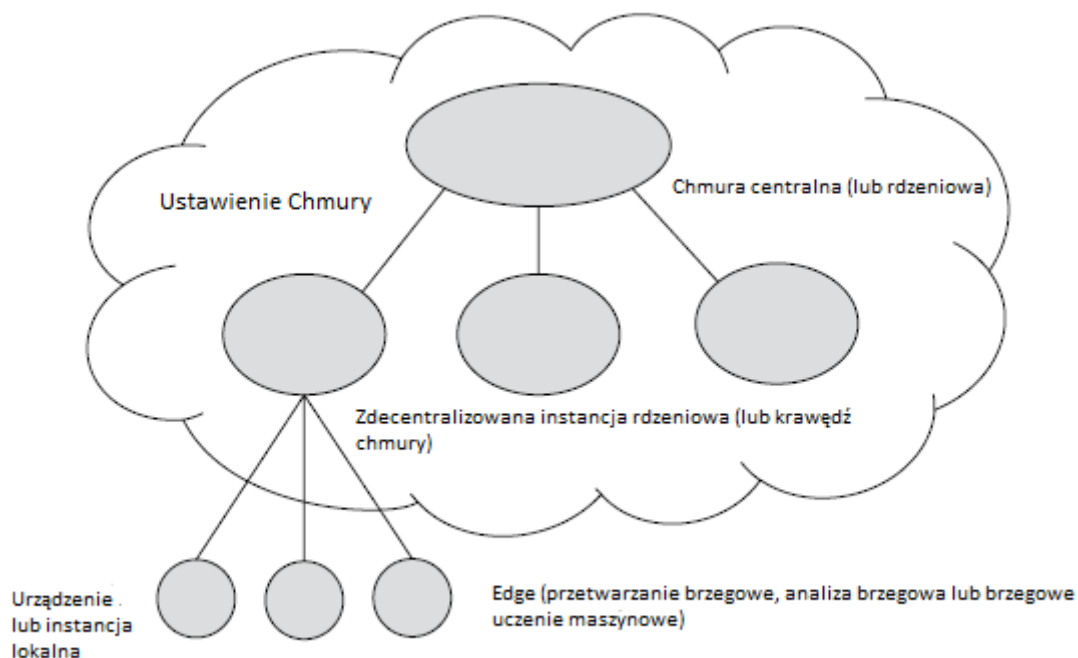 Ustawienie Chmury
Chmura centralna (lub rdzeniowa)
Zdecentralizowana instancja rdzeniowa (lub krawędź
chmury)
Urządzenie .
lub instancja
lokalna
Edge (przetwarzanie brzegowe, analiza brzegowa lub brzegowe
uczenie maszynowe)